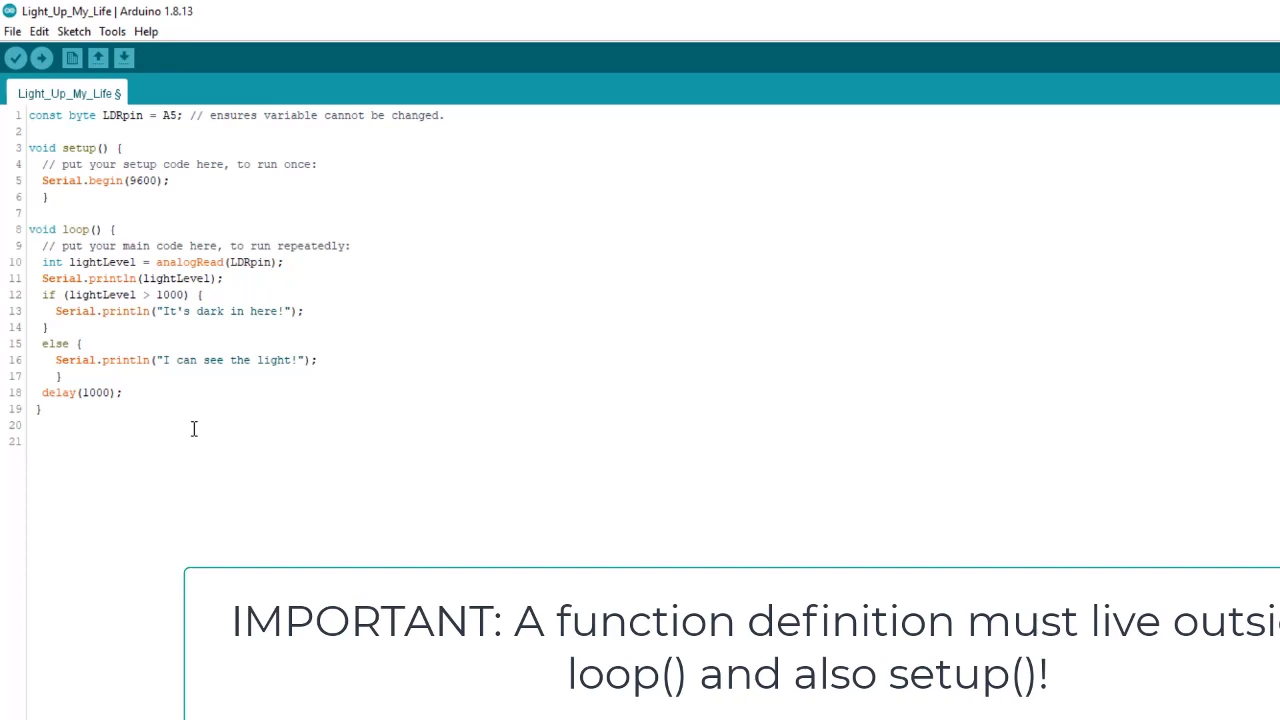 Light_Up_My_Life | Arduino 1.8.13
File Edit Sketch Tools Help
Light_Up_My_Life §
1 const byte LDRpin = A5; // ensures variable cannot be changed.
2
3 void setup() {
4 // put your setup code here, to run once:
5 Serial.begin(9600);
6 }
7
8 void loop() {
9 // put your main code here, to run repeatedly:
10 int lightLevel = analogRead(LDRpin);
11 Serial.println(lightLevel);
12 if (lightLevel > 1000) {
13 Serial.println("It's dark in here!");
14 }
15 else {
16 Serial.println("I can see the light!");
17 }
18 delay(1000);
19 }
20
21
IMPORTANT: A function definition must live
loop() and also setup()!